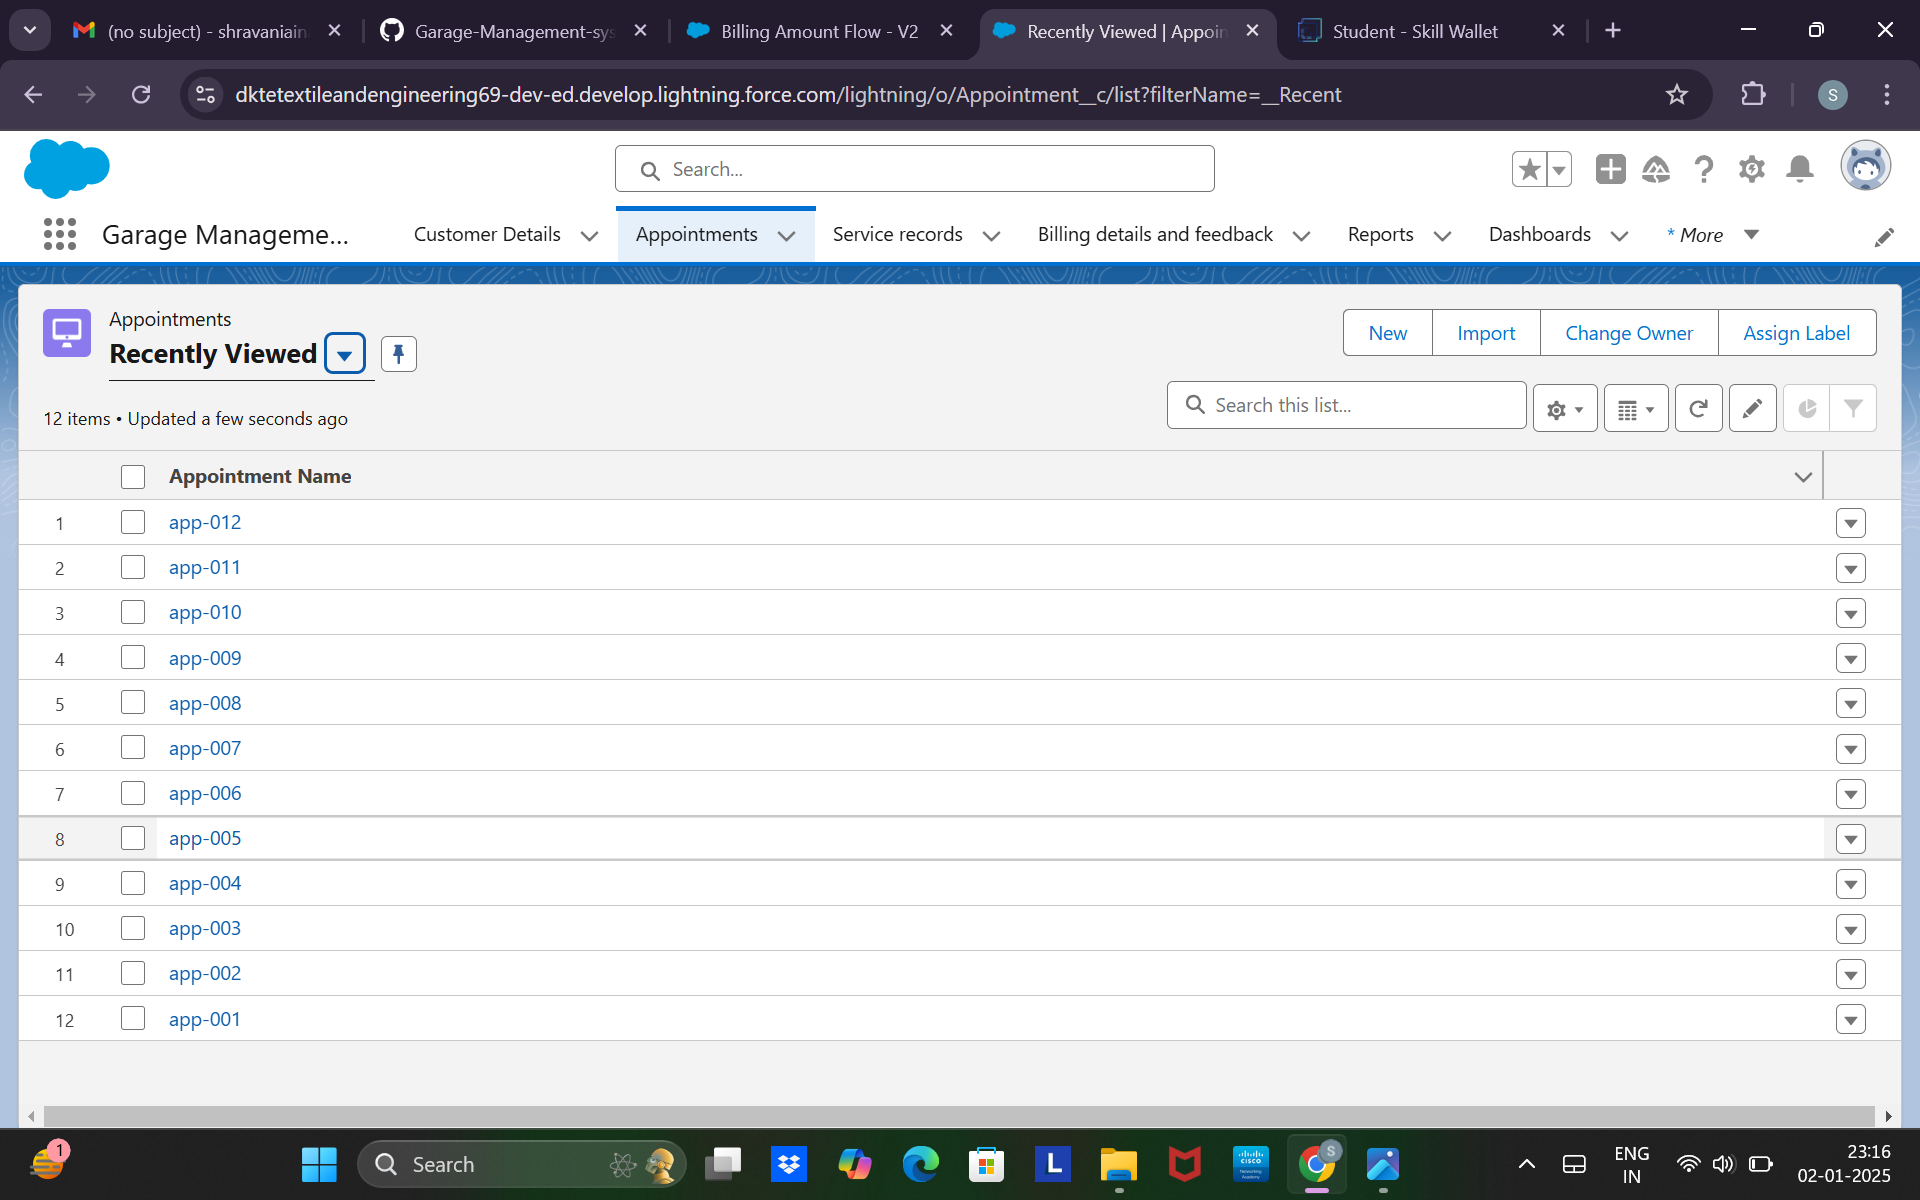 (no subject) - shravaniain
Garage-Management-sys
Billing Amount Flow - V2
Recently Viewed | Appoin
Student - Skill Wallet
dktetextileandengineering69-dev-ed.develop.lightning.force.com/lightning/o/Appointment__c/list?filterName=__Recent
S
Search...
Garage Manageme...
Customer Details
Appointments
Service records
Billing details and feedback
Reports
Dashboards
* More
Appointments
Recently Viewed
New
Import
Change Owner
Assign Label
12 items • Updated a few seconds ago
Search this list...
Appointment Name
1 app-012
2 app-011
3 app-010
4 app-009
5 app-008
6 app-007
7 app-006
8 app-005
9 app-004
10 app-003
11 app-002
12 app-001
1
Search
L
CISCO
S
ENG
IN
23:16
02-01-2025